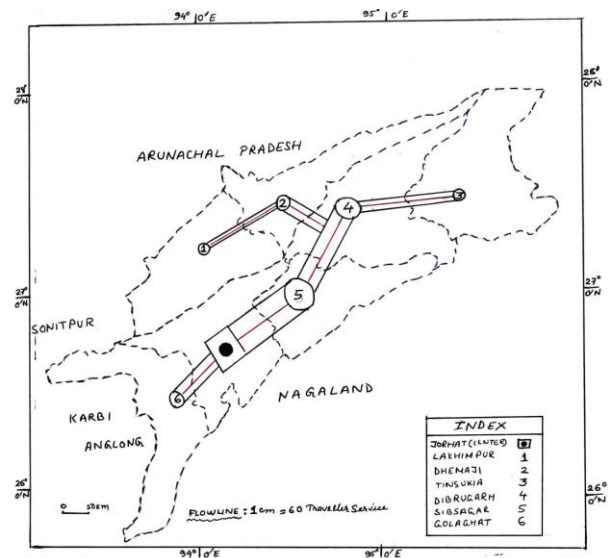 94° 0'E
95° 0'E
28° 0'N
28° 0'N
ARUNACHAL PRADESH
2
4
3
1
27° 0'N
27° 0'N
5
SONITPUR
6
NAGALAND
KARBI
ANGLONG
INDEX
JORHAT (CENTER)
LAKHIMPUR 1
DHEMAJI 2
TINSUKIA 3
DIBRUGARH 4
SIBSAGAR 5
GOLAGHAT 6
26° 0'N
26° 0'N
0 50KM
FLOWLINE : 1cm = 60 Traveller Service
94° 0'E
95° 0'E